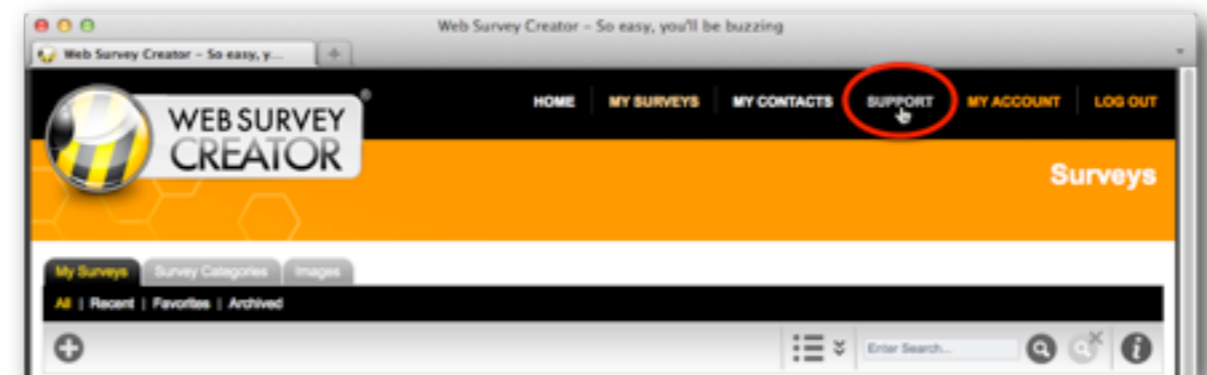 Web Survey Creator – So easy, you'll be buzzing
Web Survey Creator – So easy, y...
HOME MY SURVEYS MY CONTACTS SUPPORT MY ACCOUNT LOG OUT
WEB SURVEY
CREATOR®
Surveys
My Surveys Survey Categories Images
All | Recent | Favorites | Archived
Enter Search...